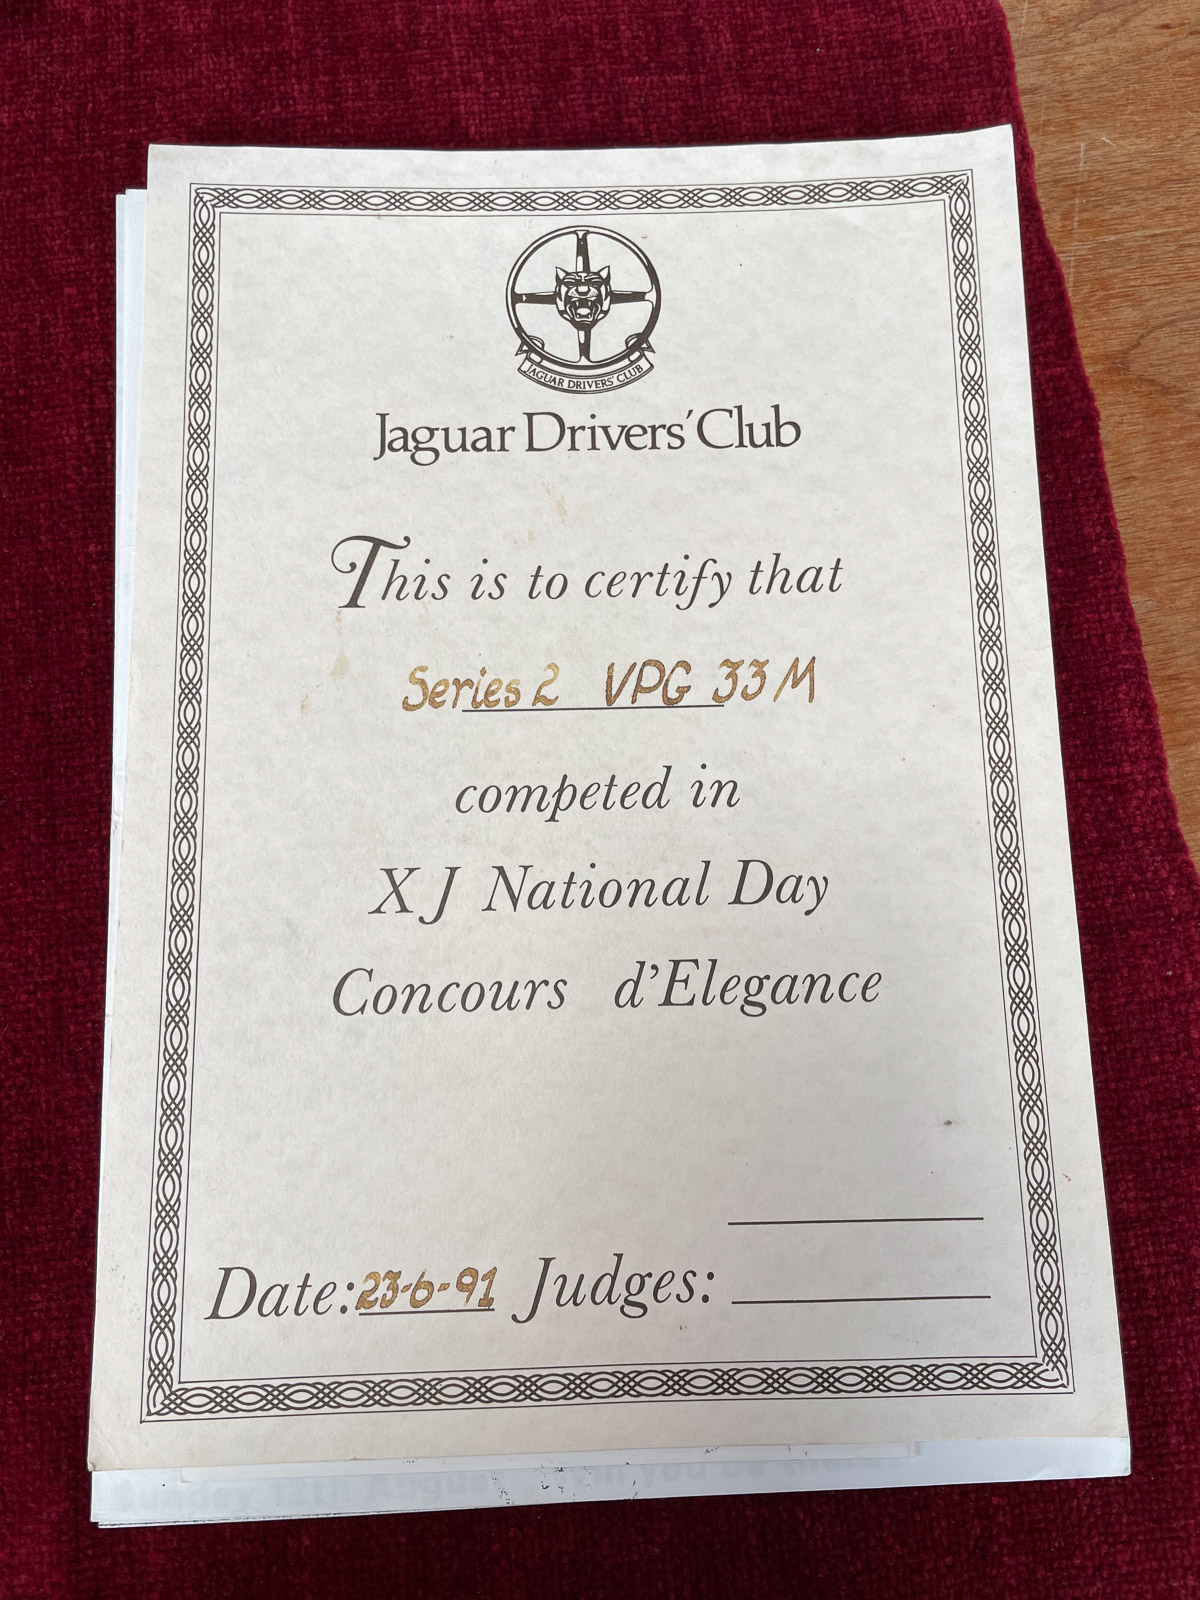 JAGUAR DRIVERS' CLUB
Jaguar Drivers' Club
This is to certify that
Series 2 VPG 33M
competed in
XJ National Day
Concours d'Elegance
Date: 23-6-91 Judges: